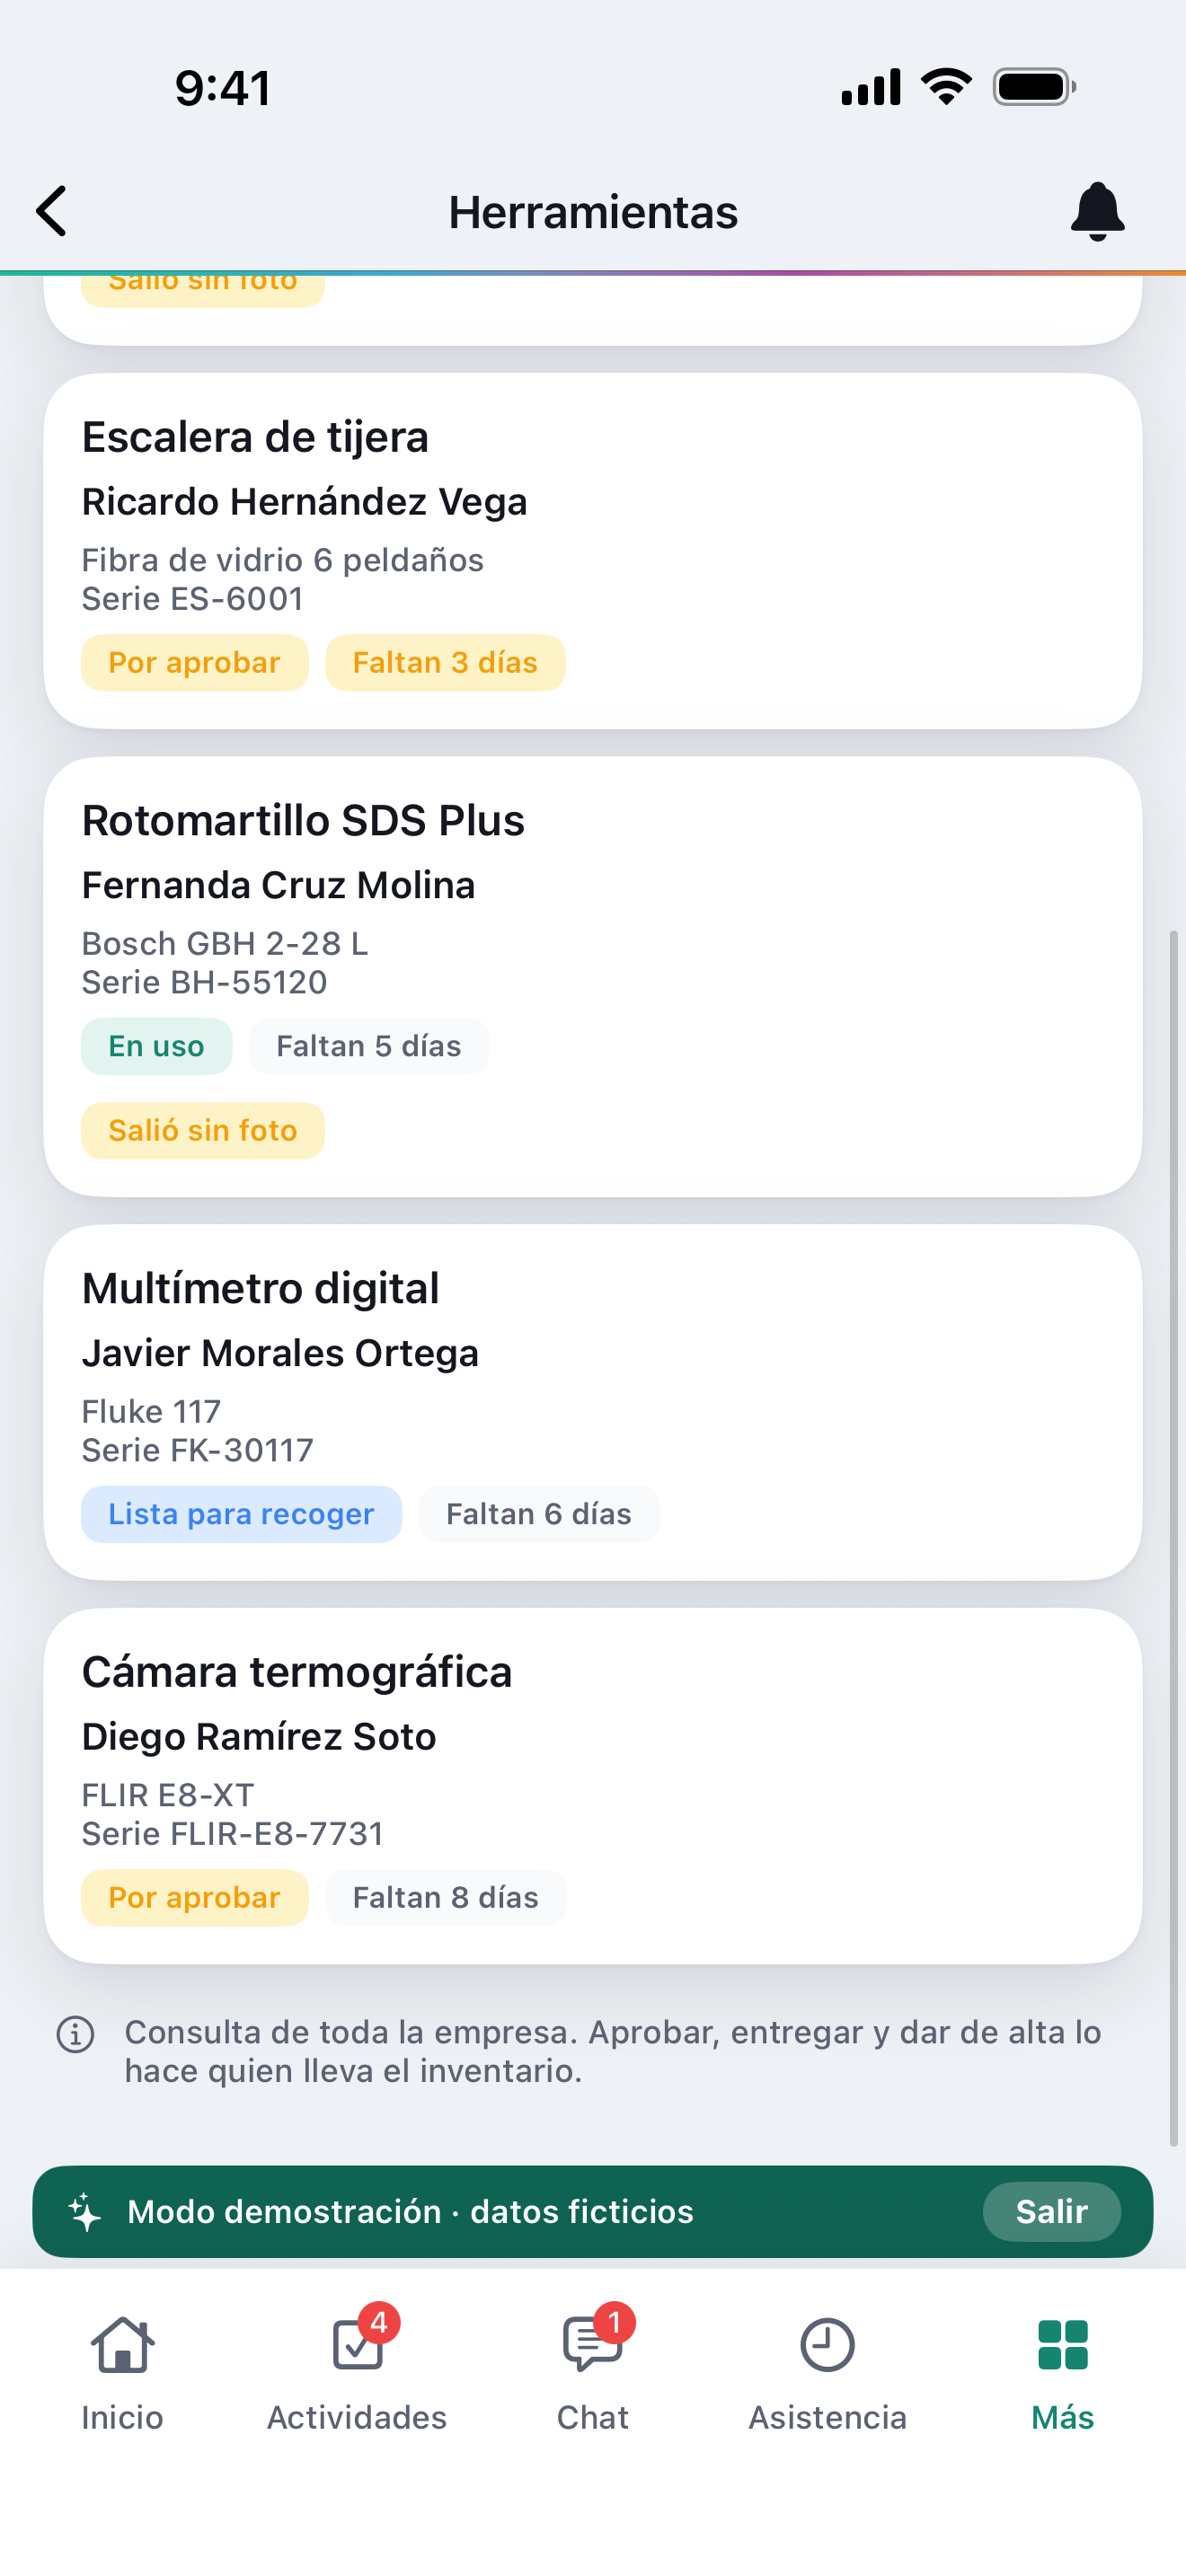 9:41
Herramientas
Salió sin foto
Escalera de tijera
Ricardo Hernández Vega
Fibra de vidrio 6 peldaños
Serie ES-6001
Por aprobar
Faltan 3 días
Rotomartillo SDS Plus
Fernanda Cruz Molina
Bosch GBH 2-28 L
Serie BH-55120
En uso
Faltan 5 días
Salió sin foto
Multímetro digital
Javier Morales Ortega
Fluke 117
Serie FK-30117
Lista para recoger
Faltan 6 días
Cámara termográfica
Diego Ramírez Soto
FLIR E8-XT
Serie FLIR-E8-7731
Por aprobar
Faltan 8 días
Consulta de toda la empresa. Aprobar, entregar y dar de alta lo
hace quien lleva el inventario.
Modo demostración · datos ficticios
Salir
4
1
Inicio
Actividades
Chat
Asistencia
Más